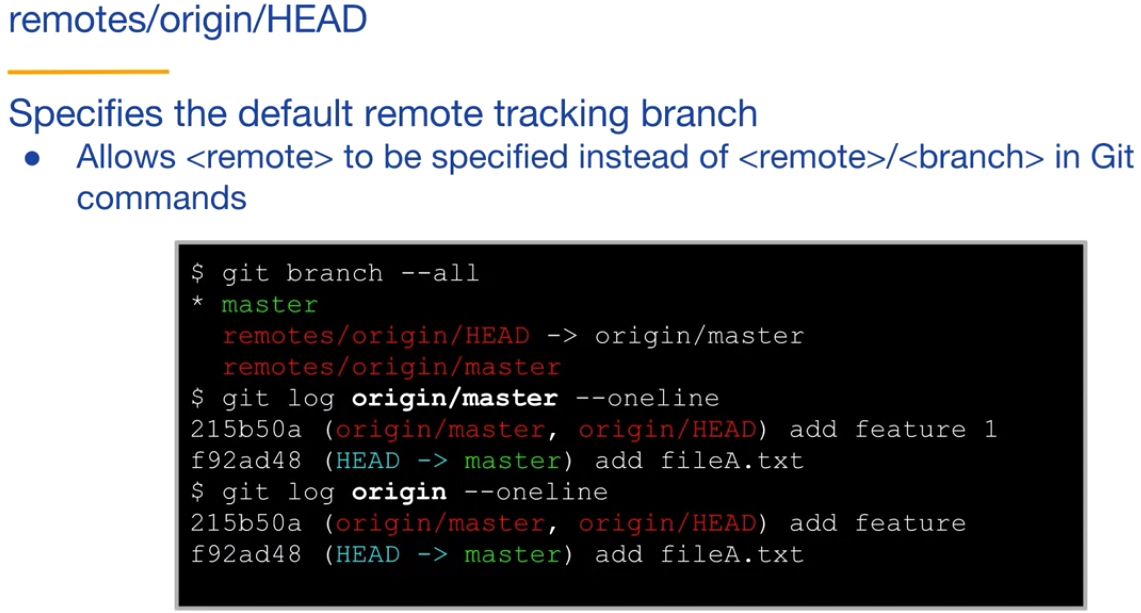 remotes/origin/HEAD
Specifies the default remote tracking branch
● Allows <remote> to be specified instead of <remote>/<branch> in Git
commands
$ git branch --all
* master
remotes/origin/HEAD -> origin/master
remotes/origin/master
$ git log origin/master --oneline
215b50a (origin/master, origin/HEAD) add feature 1
f92ad48 (HEAD -> master) add fileA.txt
$ git log origin --oneline
215b50a (origin/master, origin/HEAD) add feature
f92ad48 (HEAD -> master) add fileA.txt